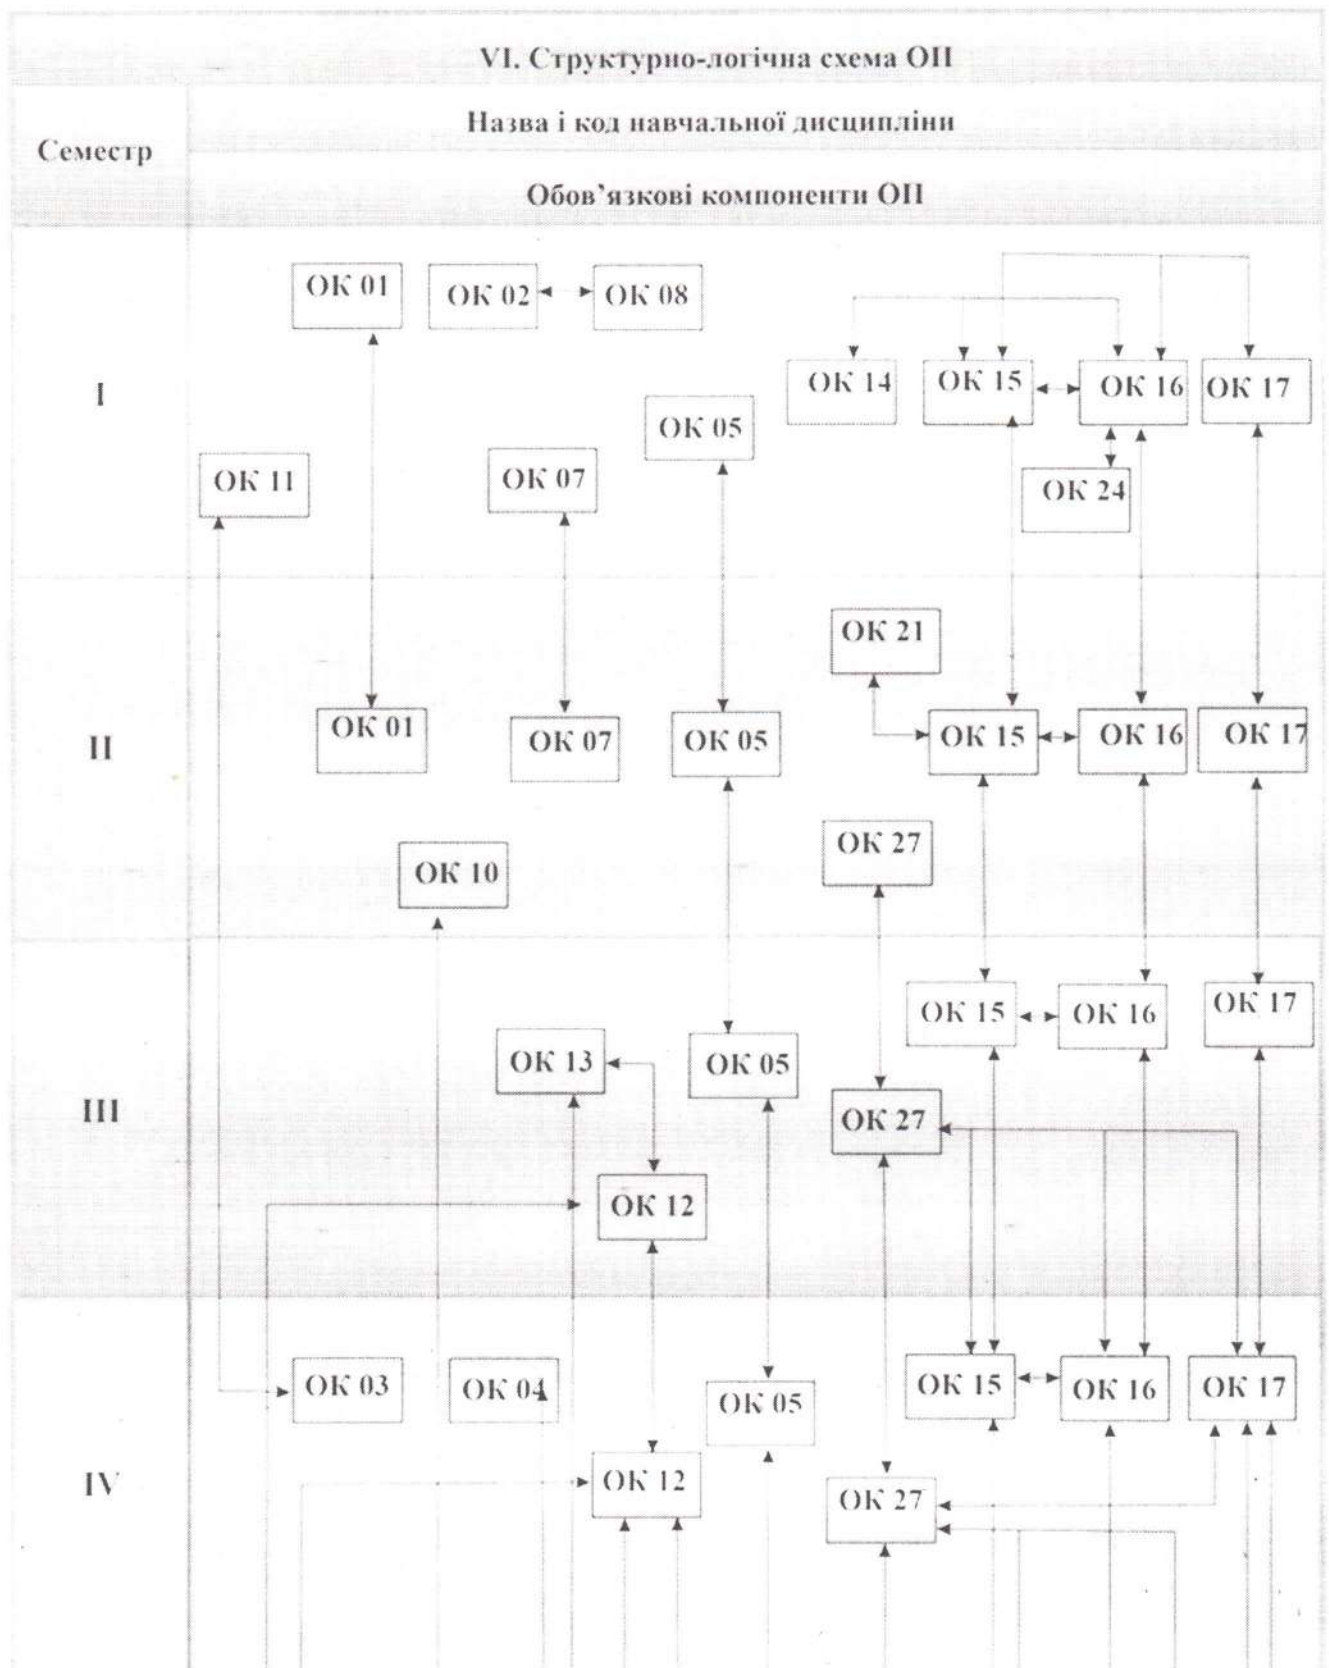 VI. Структурно-логічна схема ОП
Семестр
Назва і код навчальної дисципліни
Обов’язкові компоненти ОП
I
ОК 01
ОК 02
ОК 08
ОК 14
ОК 15
ОК 16
ОК 17
ОК 05
ОК 11
ОК 07
ОК 24
II
ОК 21
ОК 01
ОК 07
ОК 05
ОК 15
ОК 16
ОК 17
ОК 27
ОК 10
III
ОК 15
ОК 16
ОК 17
ОК 13
ОК 05
ОК 27
ОК 12
IV
ОК 03
ОК 04
ОК 05
ОК 15
ОК 16
ОК 17
ОК 12
ОК 27